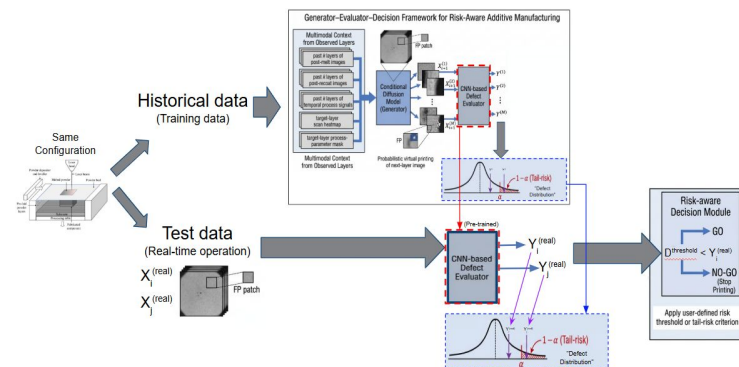 Generator–Evaluator–Decision Framework for Risk-Aware Additive Manufacturing
Multimodal Context
from Observed Layers
past k layers of
post-melt images
past k layers of
post-recoat images
past k layers of
temporal process signals
target-layer
scan heatmap
target-layer process-
parameter mask
Multimodal Context
from Observed Layers
FP patch
Conditional
Diffusion
Model
(Generator)
FP
Probabilistic virtual printing
of next-layer image
CNN-based
Defect
Evaluator
1 − α (Tail-risk)
α
"Defect
Distribution"
Same
Configuration
Historical data
(Training data)
Test data
(Real-time operation)
X i (real)
X j (real)
FP patch
(Pre-trained)
CNN-based
Defect
Evaluator
Y i (real)
Y j (real)
1 − α (Tail-risk)
α
"Defect
Distribution"
Risk-aware
Decision Module
GO
D threshold < Y i (real)
NO-GO
(Stop
Printing)
Apply user-defined risk
threshold or tail-risk criterion